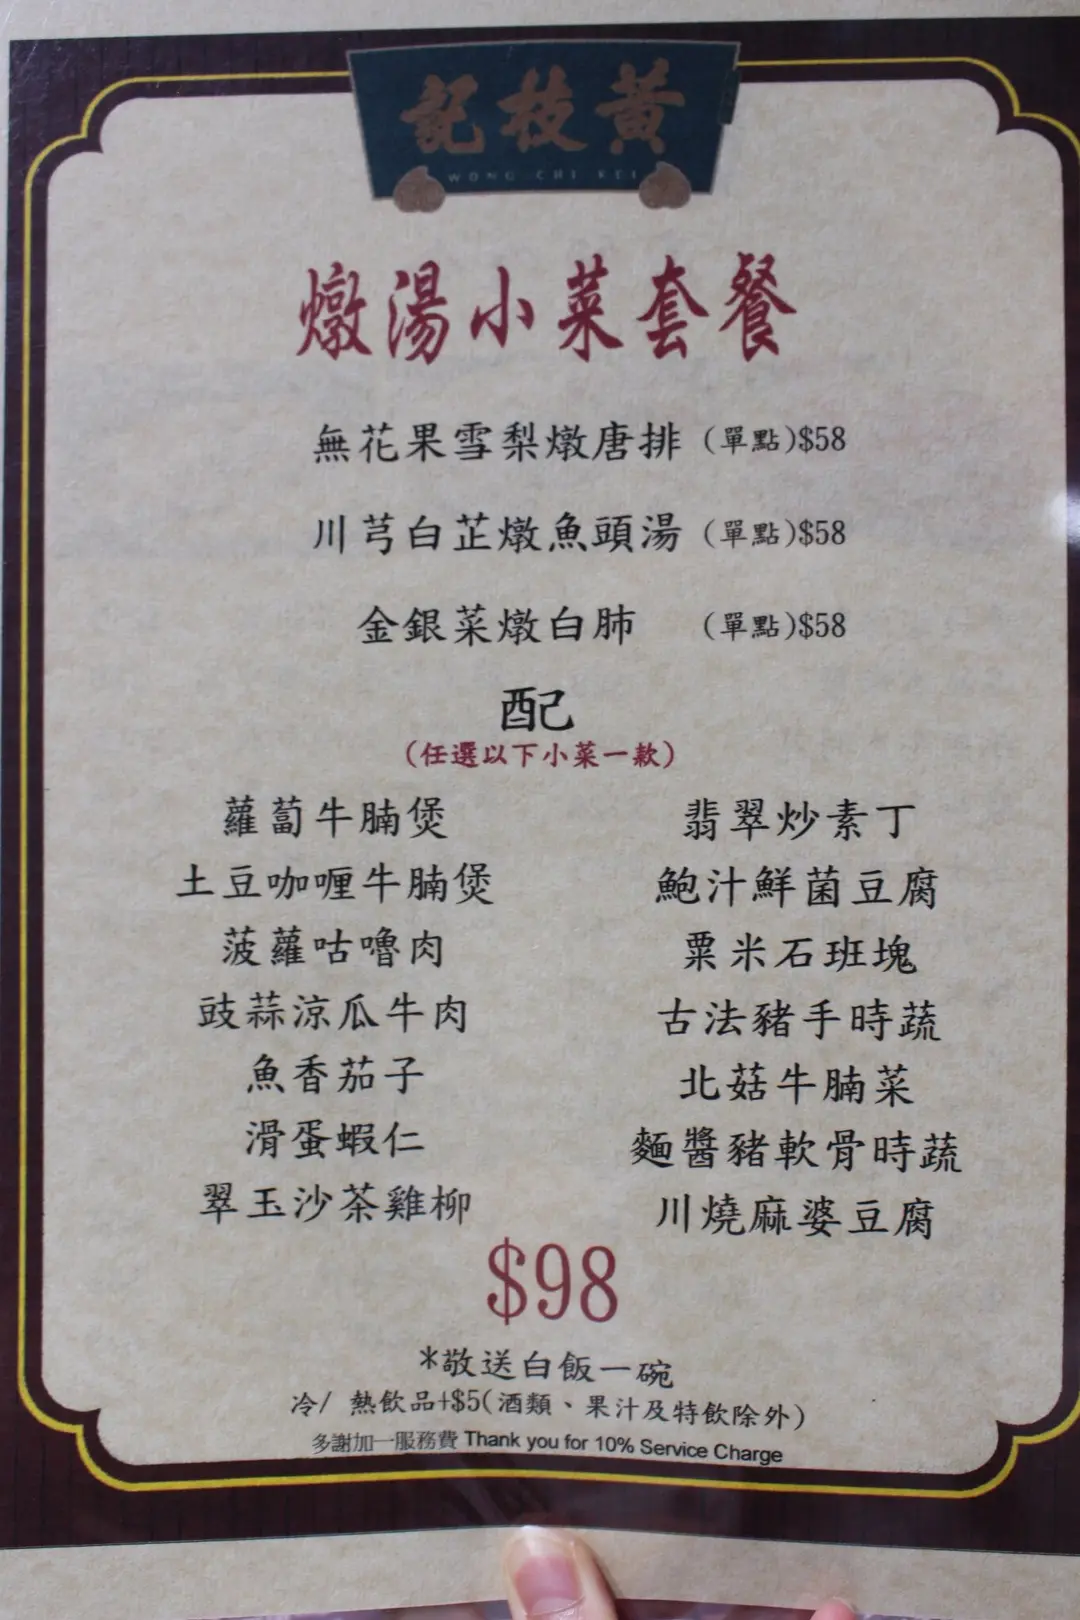 記枝黃
WONG CHI KEI
燉湯小菜套餐
無花果雪梨燉唐排 (單點)$58
川芎白芷燉魚頭湯 (單點)$58
金銀菜燉白肺 (單點)$58
配
(任選以下小菜一款)
蘿蔔牛腩煲 翡翠炒素丁
土豆咖喱牛腩煲 鮑汁鮮菌豆腐
菠蘿咕嚕肉 粟米石班塊
豉蒜涼瓜牛肉 古法豬手時蔬
魚香茄子 北菇牛腩菜
滑蛋蝦仁 麵醬豬軟骨時蔬
翠玉沙茶雞柳 川燒麻婆豆腐
$98
*敬送白飯一碗
冷/ 熱飲品+$5(酒類、果汁及特飲除外)
多謝加一服務費 Thank you for 10% Service Charge